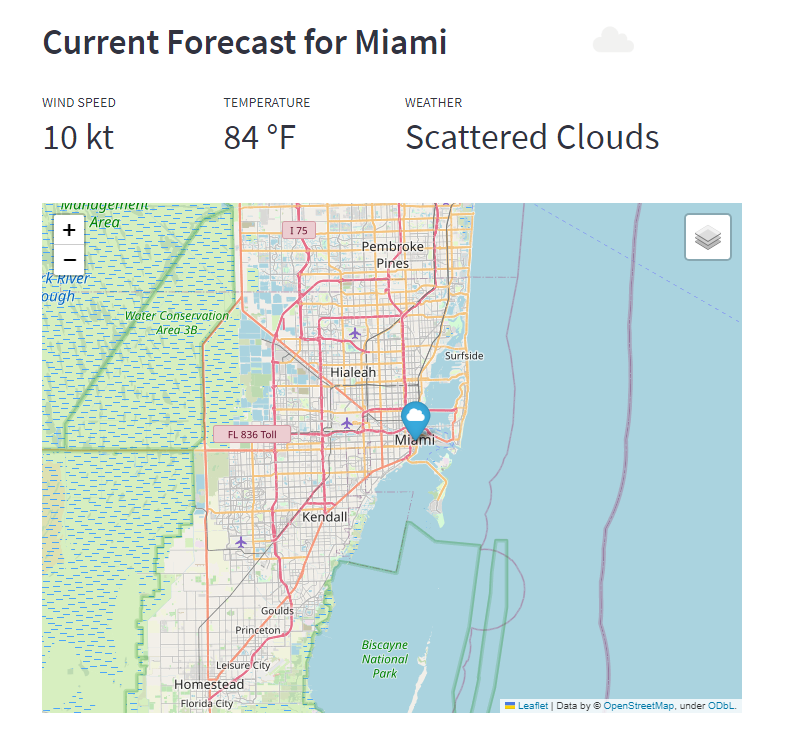 Current Forecast for Miami
WIND SPEED
TEMPERATURE
WEATHER
10 kt
84 °F
Scattered Clouds
Management
Area
+
−
I 75
Pembroke
Pines
rk River
ough
Water Conservation
Area 3B
Surfside
Hialeah
FL 836 Toll
Miami
Kendall
Goulds
Princeton
Biscayne
National
Park
Leisure City
Homestead
Florida City
Leaflet | Data by © OpenStreetMap, under ODbL.